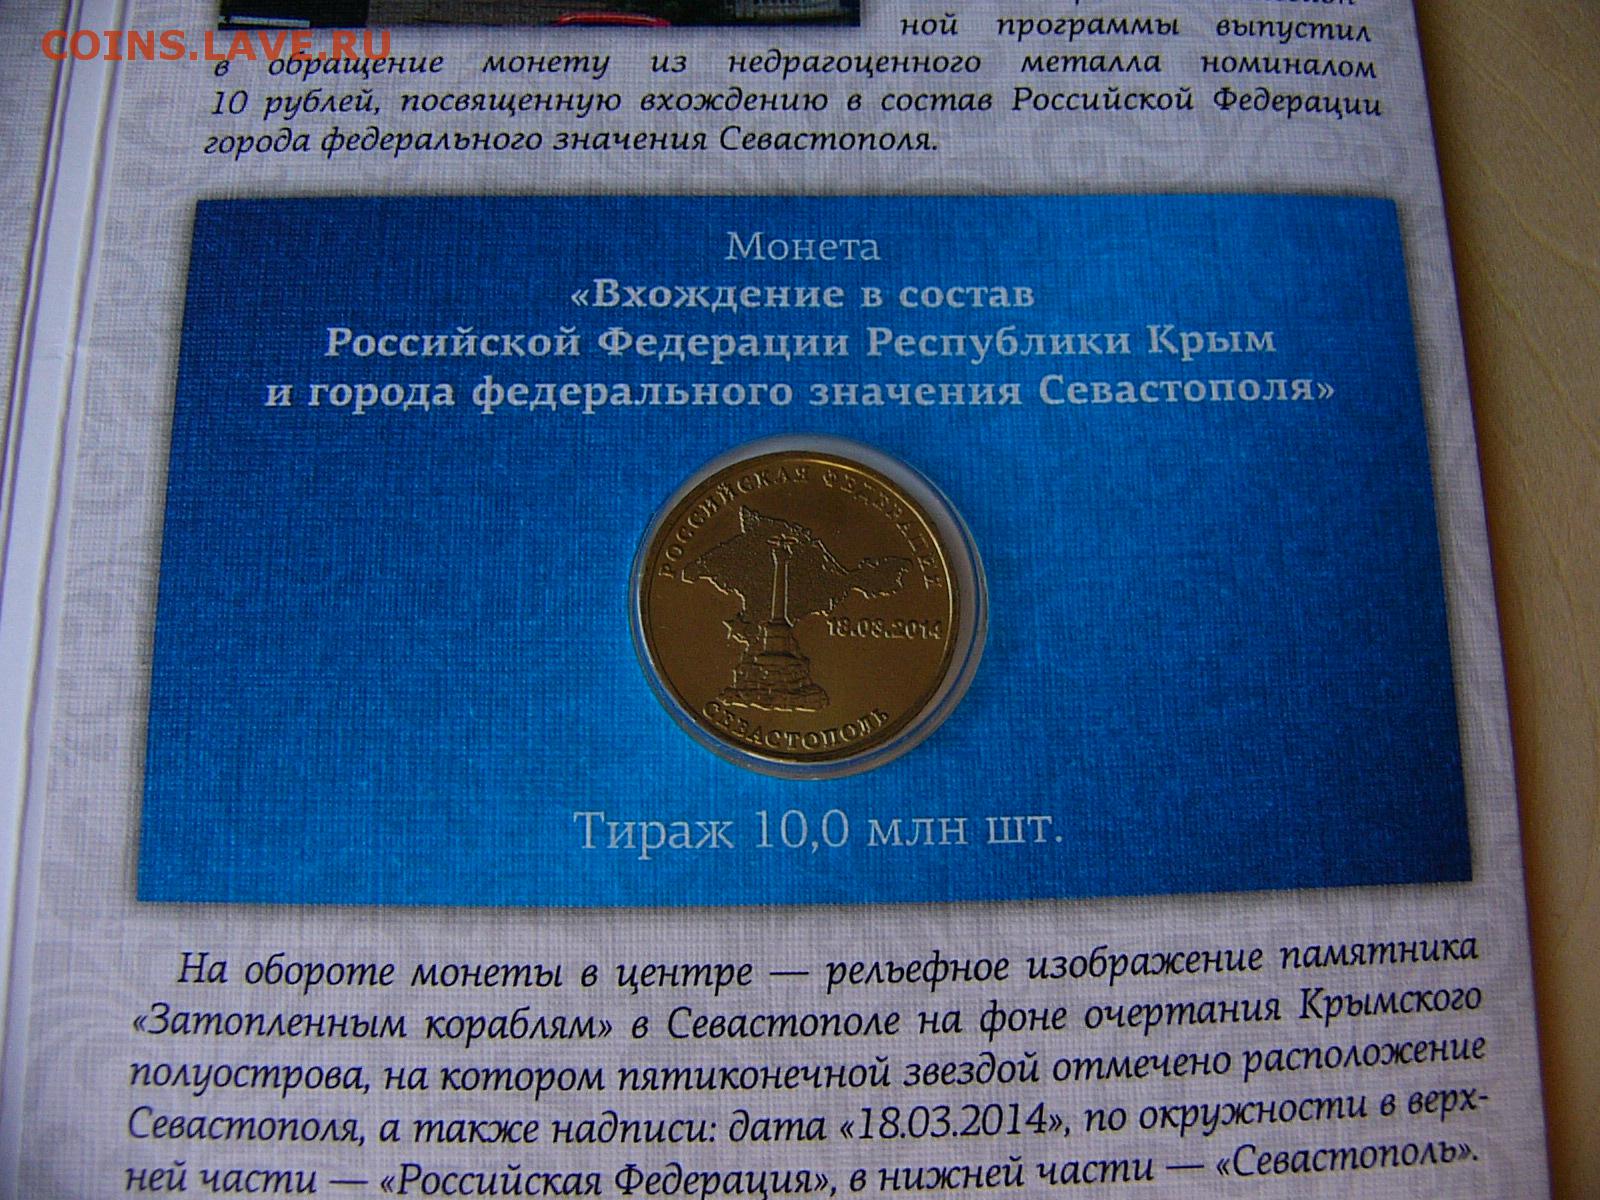 COINS.LAVE.RU
ной программы выпустил
в обращение монету из недрагоценного металла номиналом
10 рублей, посвященную вхождению в состав Российской Федерации
города федерального значения Севастополя.
Монета
«Вхождение в состав
Российской Федерации Республики Крым
и города федерального значения Севастополя»
РОССИЙСКАЯ ФЕДЕРАЦИЯ
18.03.2014
СЕВАСТОПОЛЬ
Тираж 10,0 млн шт.
На обороте монеты в центре — рельефное изображение памятника
«Затопленным кораблям» в Севастополе на фоне очертания Крымского
полуострова, на котором пятиконечной звездой отмечено расположение
Севастополя, а также надписи: дата «18.03.2014», по окружности в верх-
ней части — «Российская Федерация», в нижней части — «Севастополь».